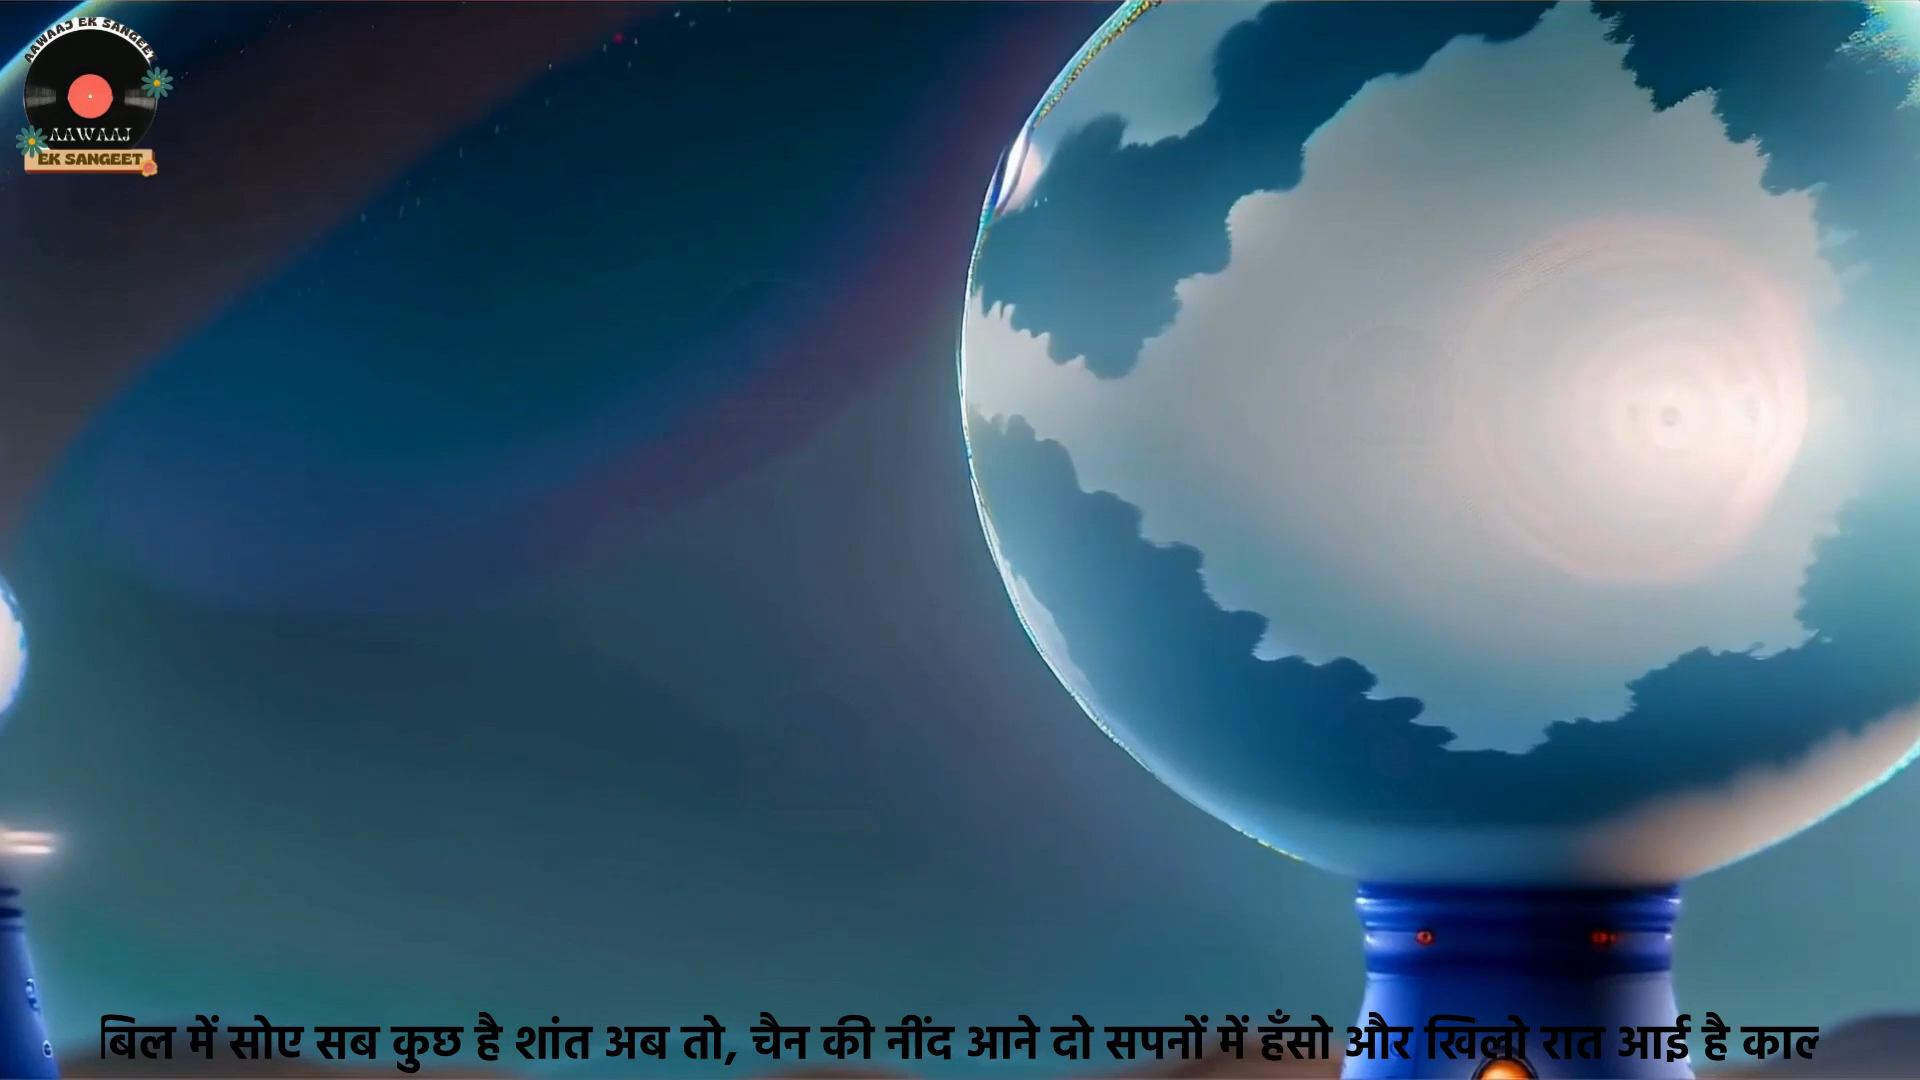 AAWAAJ EK SANGEET
AAWAAJ
EK SANGEET
बिल में सोए सब कुछ है शांत अब तो, चैन की नींद आने दो सपनों में हँसो और खिलो रात आई है